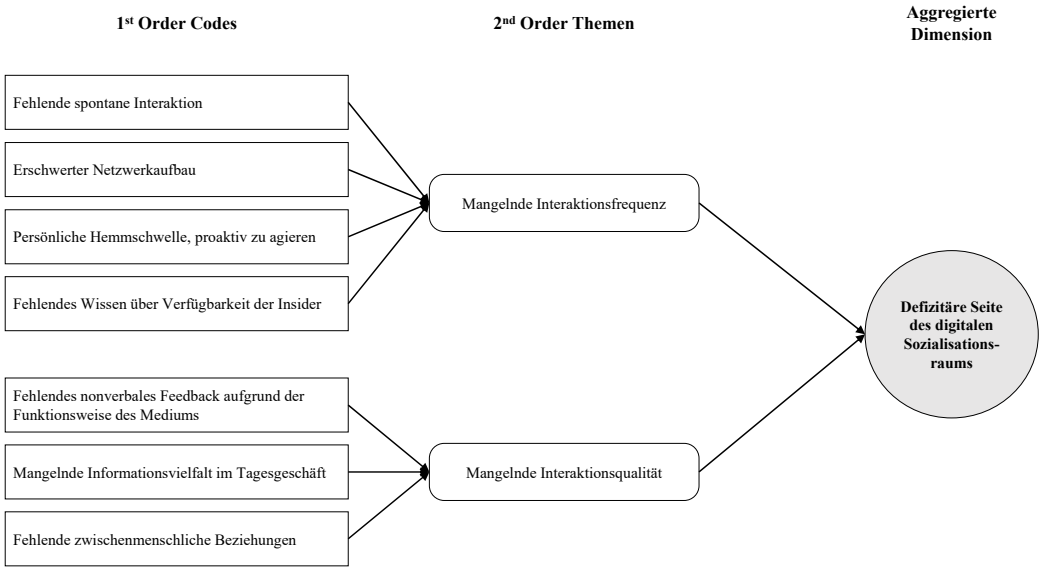 1st Order Codes
2nd Order Themen
Aggregierte
Dimension
Fehlende spontane Interaktion
Erschwerter Netzwerkaufbau
Persönliche Hemmschwelle, proaktiv zu agieren
Fehlendes Wissen über Verfügbarkeit der Insider
Mangelnde Interaktionsfrequenz
Fehlendes nonverbales Feedback aufgrund der
Funktionsweise des Mediums
Mangelnde Informationsvielfalt im Tagesgeschäft
Fehlende zwischenmenschliche Beziehungen
Mangelnde Interaktionsqualität
Defizitäre Seite
des digitalen
Sozialisations-
raums